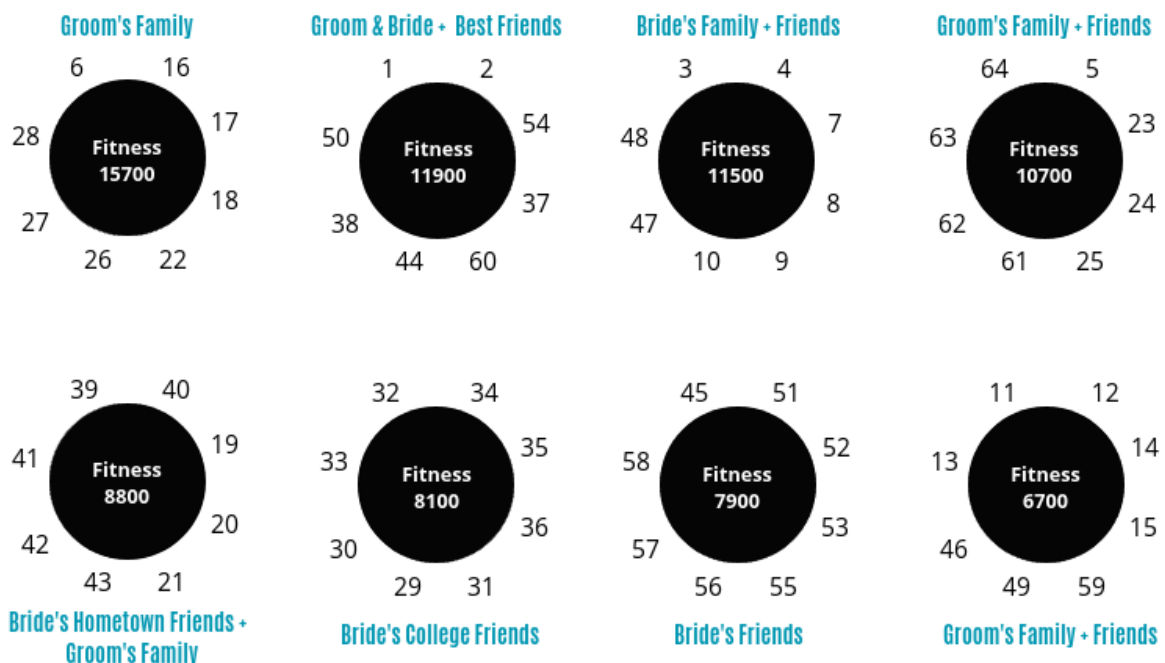 Groom's Family
6 16
28 17
Fitness
15700
27 18
26 22
Groom & Bride + Best Friends
1 2
50 54
Fitness
11900
38 37
44 60
Bride's Family + Friends
3 4
48 7
Fitness
11500
47 8
10 9
Groom's Family + Friends
64 5
63 23
Fitness
10700
62 24
61 25
39 40
41 19
Fitness
8800
42 20
43 21
Bride's Hometown Friends +
Groom's Family
32 34
33 35
Fitness
8100
30 36
29 31
Bride's College Friends
45 51
58 52
Fitness
7900
57 53
56 55
Bride's Friends
11 12
13 14
Fitness
6700
46 15
49 59
Groom's Family + Friends